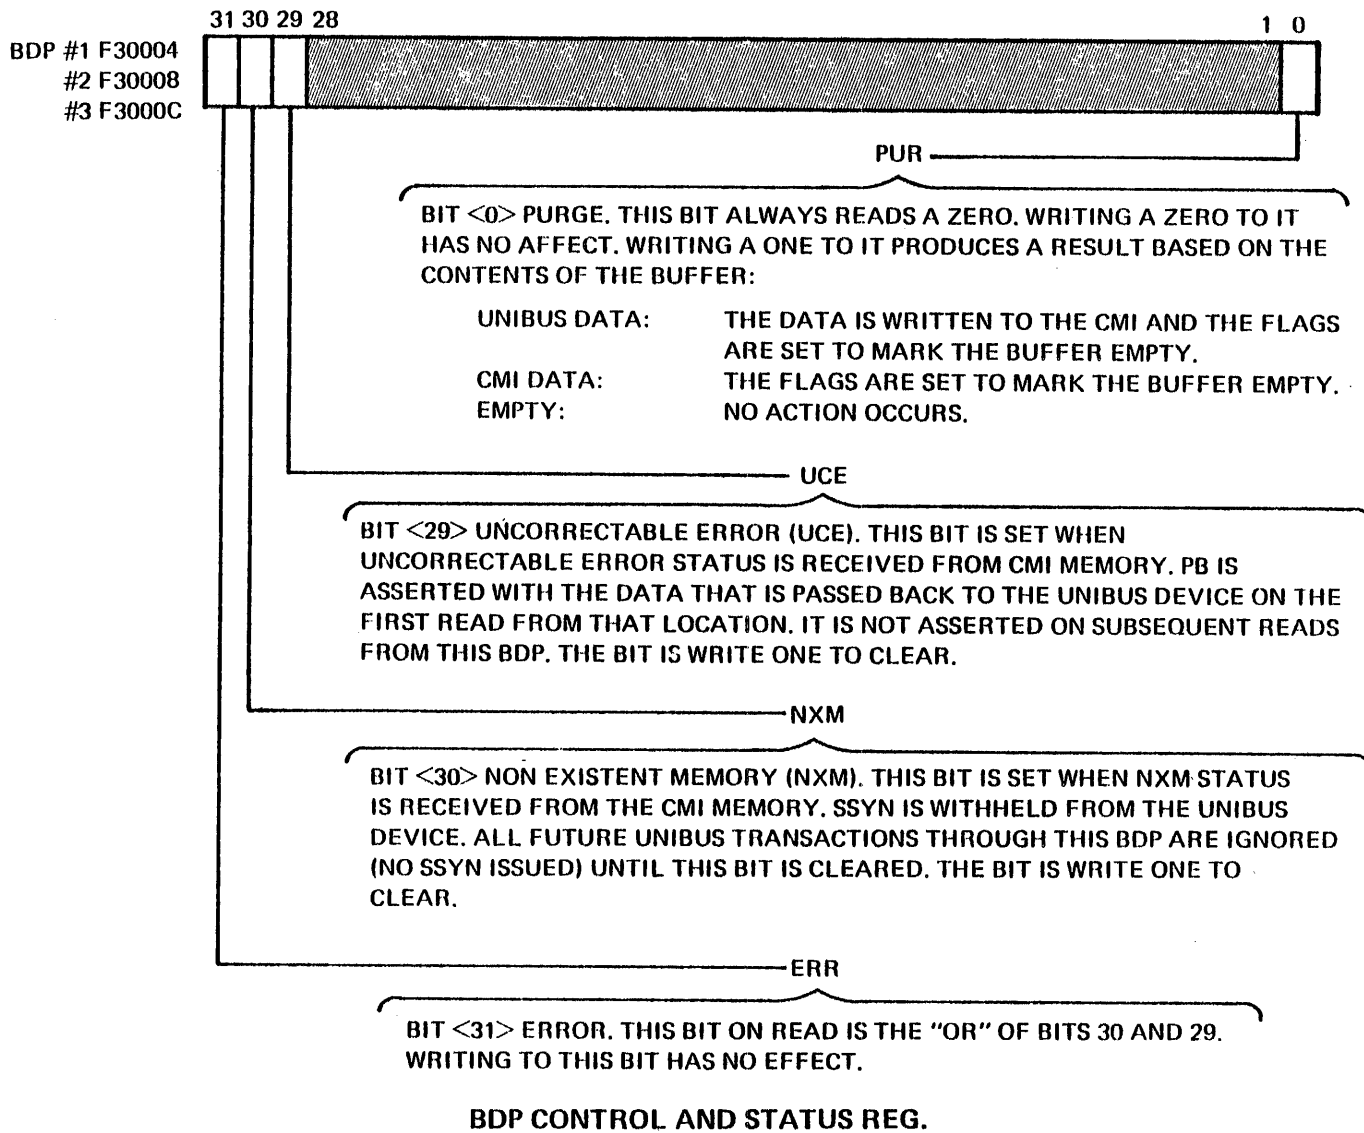 31 30 29 28 1 0
BDP #1 F30004
#2 F30008
#3 F3000C
PUR
BIT <0> PURGE. THIS BIT ALWAYS READS A ZERO. WRITING A ZERO TO IT
HAS NO AFFECT. WRITING A ONE TO IT PRODUCES A RESULT BASED ON THE
CONTENTS OF THE BUFFER:
UNIBUS DATA: THE DATA IS WRITTEN TO THE CMI AND THE FLAGS
ARE SET TO MARK THE BUFFER EMPTY.
CMI DATA: THE FLAGS ARE SET TO MARK THE BUFFER EMPTY.
EMPTY: NO ACTION OCCURS.
UCE
BIT <29> UNCORRECTABLE ERROR (UCE). THIS BIT IS SET WHEN
UNCORRECTABLE ERROR STATUS IS RECEIVED FROM CMI MEMORY. PB IS
ASSERTED WITH THE DATA THAT IS PASSED BACK TO THE UNIBUS DEVICE ON THE
FIRST READ FROM THAT LOCATION. IT IS NOT ASSERTED ON SUBSEQUENT READS
FROM THIS BDP. THE BIT IS WRITE ONE TO CLEAR.
NXM
BIT <30> NON EXISTENT MEMORY (NXM). THIS BIT IS SET WHEN NXM STATUS
IS RECEIVED FROM THE CMI MEMORY. SSYN IS WITHHELD FROM THE UNIBUS
DEVICE. ALL FUTURE UNIBUS TRANSACTIONS THROUGH THIS BDP ARE IGNORED
(NO SSYN ISSUED) UNTIL THIS BIT IS CLEARED. THE BIT IS WRITE ONE TO
CLEAR.
ERR
BIT <31> ERROR. THIS BIT ON READ IS THE "OR" OF BITS 30 AND 29.
WRITING TO THIS BIT HAS NO EFFECT.
BDP CONTROL AND STATUS REG.